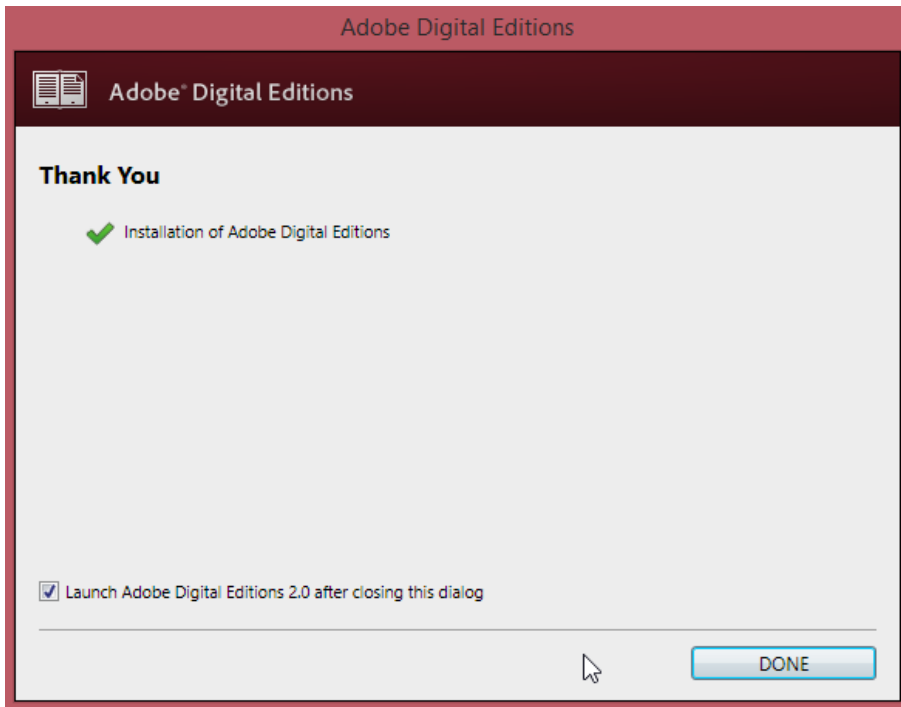 Adobe Digital Editions
Adobe® Digital Editions
Thank You
Installation of Adobe Digital Editions
Launch Adobe Digital Editions 2.0 after closing this dialog
DONE